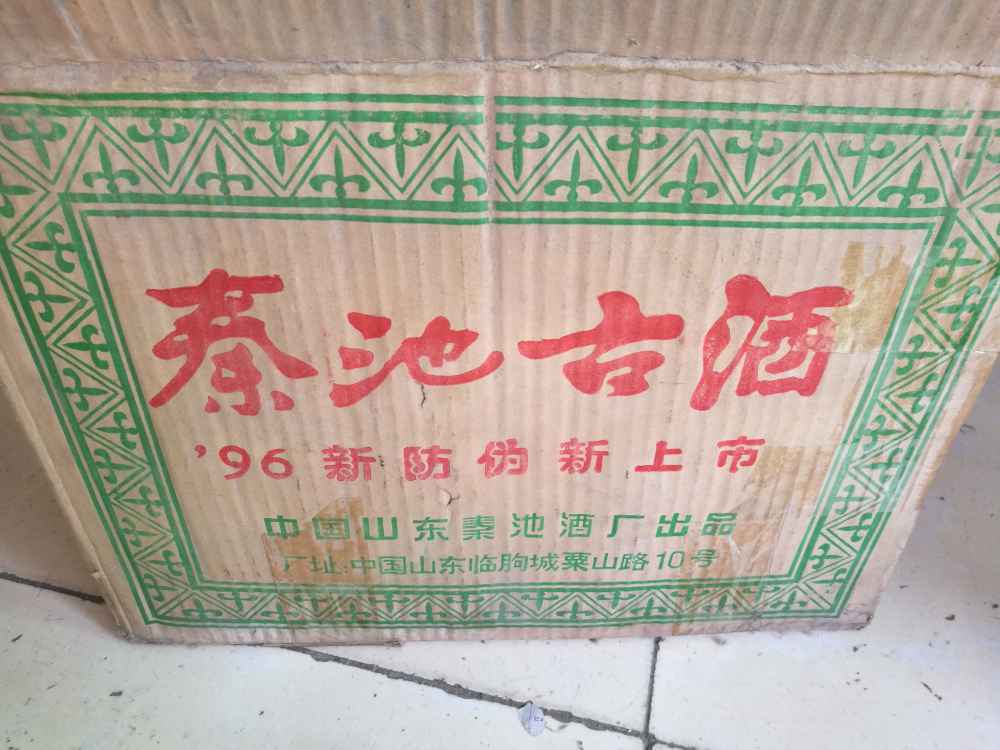 秦池古酒
'96新防伪新上市
中国山东秦池酒厂出品
厂址:中国山东临朐城粟山路10号